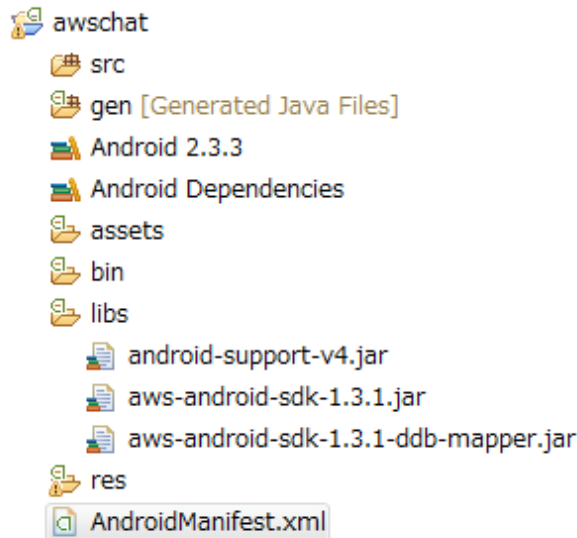 awschat
src
gen [Generated Java Files]
Android 2.3.3
Android Dependencies
assets
bin
libs
android-support-v4.jar
aws-android-sdk-1.3.1.jar
aws-android-sdk-1.3.1-ddb-mapper.jar
res
AndroidManifest.xml